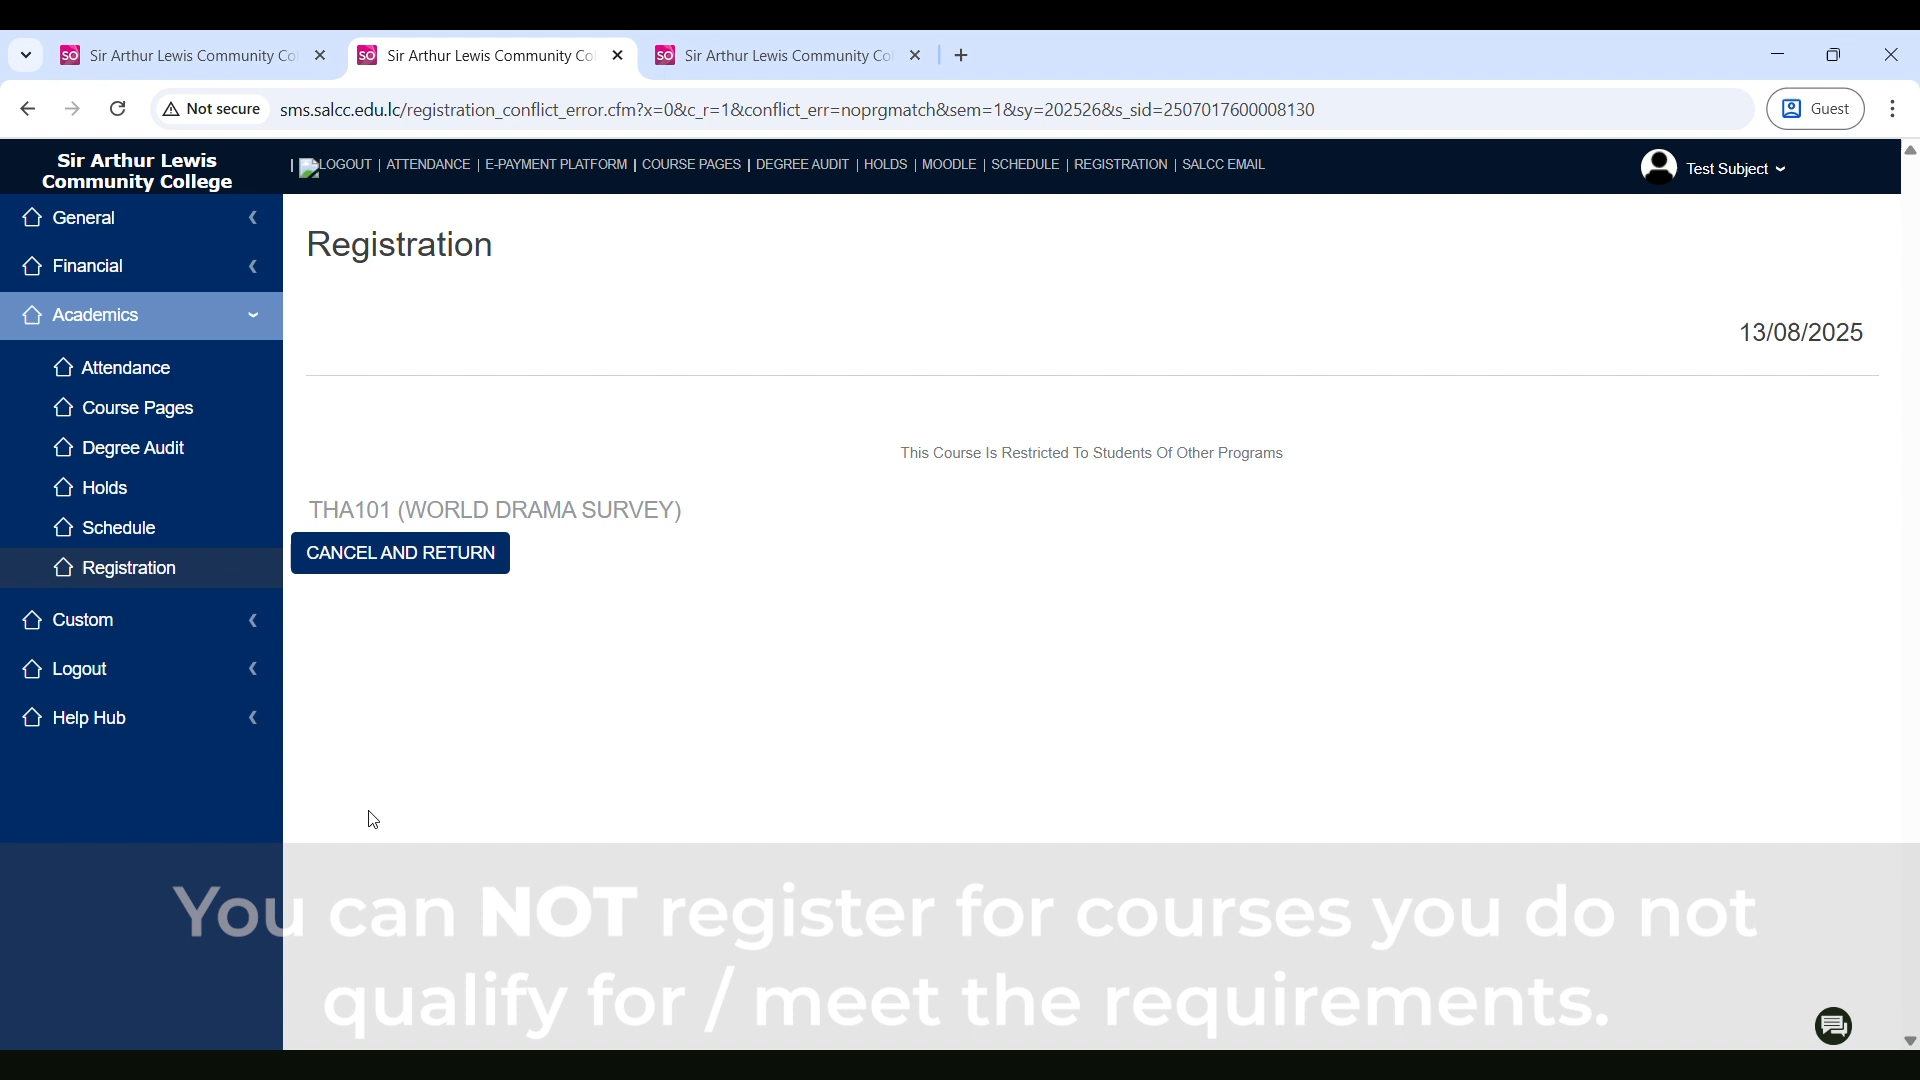 SO Sir Arthur Lewis Community Co
SO Sir Arthur Lewis Community Co
SO Sir Arthur Lewis Community Co
Not secure sms.salcc.edu.lc/registration_conflict_error.cfm?x=0&c_r=1&conflict_err=noprgmatch&sem=1&sy=202526&s_sid=2507017600008130 Guest
Sir Arthur Lewis
Community College
| LOGOUT | ATTENDANCE | E-PAYMENT PLATFORM | COURSE PAGES | DEGREE AUDIT | HOLDS | MOODLE | SCHEDULE | REGISTRATION | SALCC EMAIL
Test Subject
General
Financial
Academics
Attendance
Course Pages
Degree Audit
Holds
Schedule
Registration
Custom
Logout
Help Hub
Registration
13/08/2025
This Course Is Restricted To Students Of Other Programs
THA101 (WORLD DRAMA SURVEY)
CANCEL AND RETURN
You can NOT register for courses you do not
qualify for / meet the requirements.